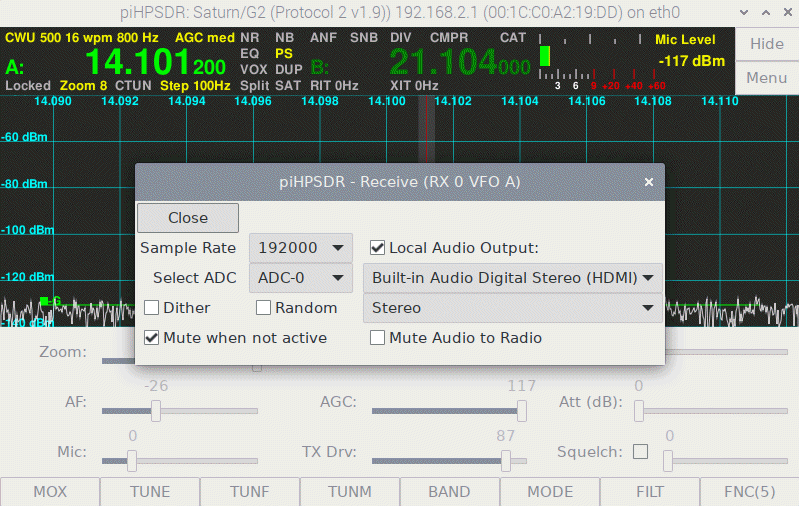 piHPSDR: Saturn/G2 (Protocol 2 v1.9)) 192.168.2.1 (00:1C:C0:A2:19:DD) on eth0
CWU 500 16 wpm 800 Hz AGC med NR NB ANF SNB DIV CMPR CAT Mic Level Hide
A: 14.101200 EQ PS B: 21.104000 -117 dBm
VOX DUP
Locked Zoom 8 CTUN Step 100Hz Split SAT RIT 0Hz XIT 0Hz 3 6 9 +20 +40 +60 Menu
14.090 14.092 14.094 14.096 14.098 14.100 14.102 14.104 14.106 14.108 14.110
-60 dBm
-80 dBm
-100 dBm
-120 dBm
-G
-140 dBm
piHPSDR - Receive (RX 0 VFO A) ×
Close
Sample Rate 192000 Local Audio Output:
Select ADC ADC-0 Built-in Audio Digital Stereo (HDMI)
Dither Random Stereo
Mute when not active Mute Audio to Radio
Zoom:
AF: -26 AGC: 117 Att (dB): 0
Mic: 0 TX Drv: 87 Squelch: 0
MOX TUNE TUNF TUNM BAND MODE FILT FNC(5)